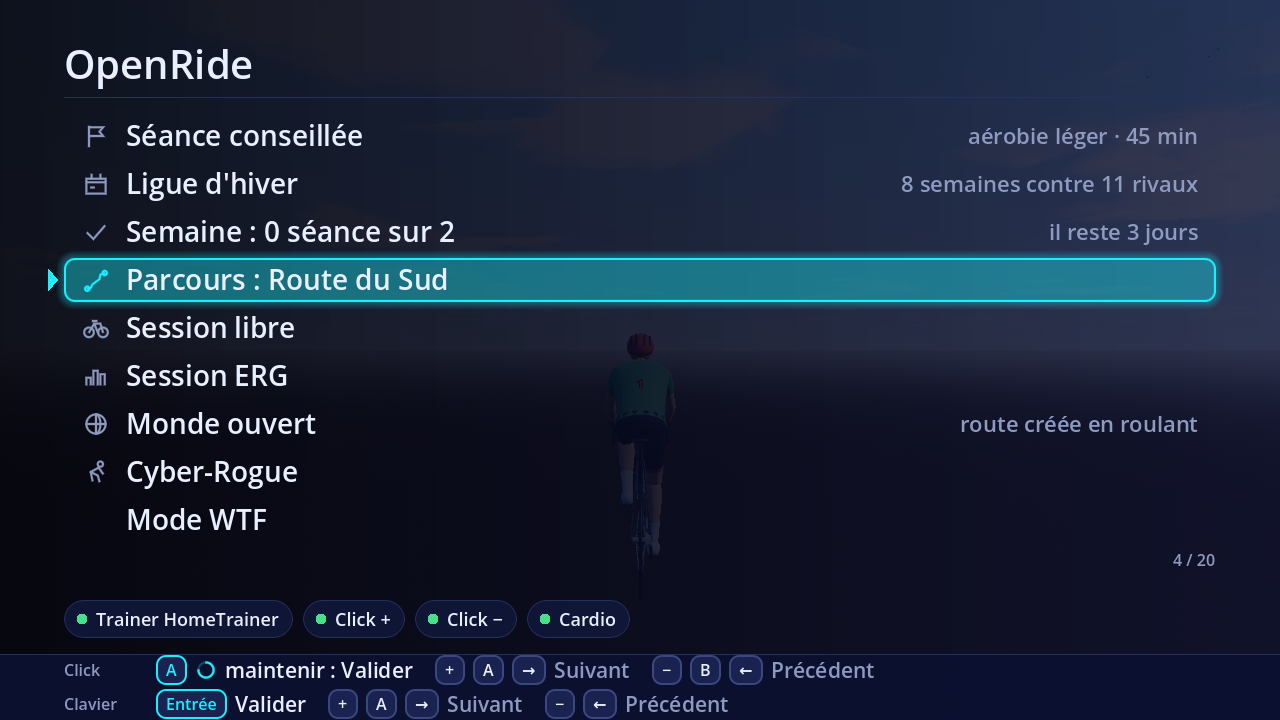 OpenRide
Séance conseillée aérobie léger · 45 min
Ligue d'hiver 8 semaines contre 11 rivaux
Semaine : 0 séance sur 2 il reste 3 jours
Parcours : Route du Sud
Session libre
Session ERG
Monde ouvert route créée en roulant
Cyber-Rogue
Mode WTF
4 / 20
Trainer HomeTrainer Click + Click − Cardio
Click A maintenir : Valider + A → Suivant − B ← Précédent
Clavier Entrée Valider + A → Suivant − ← Précédent